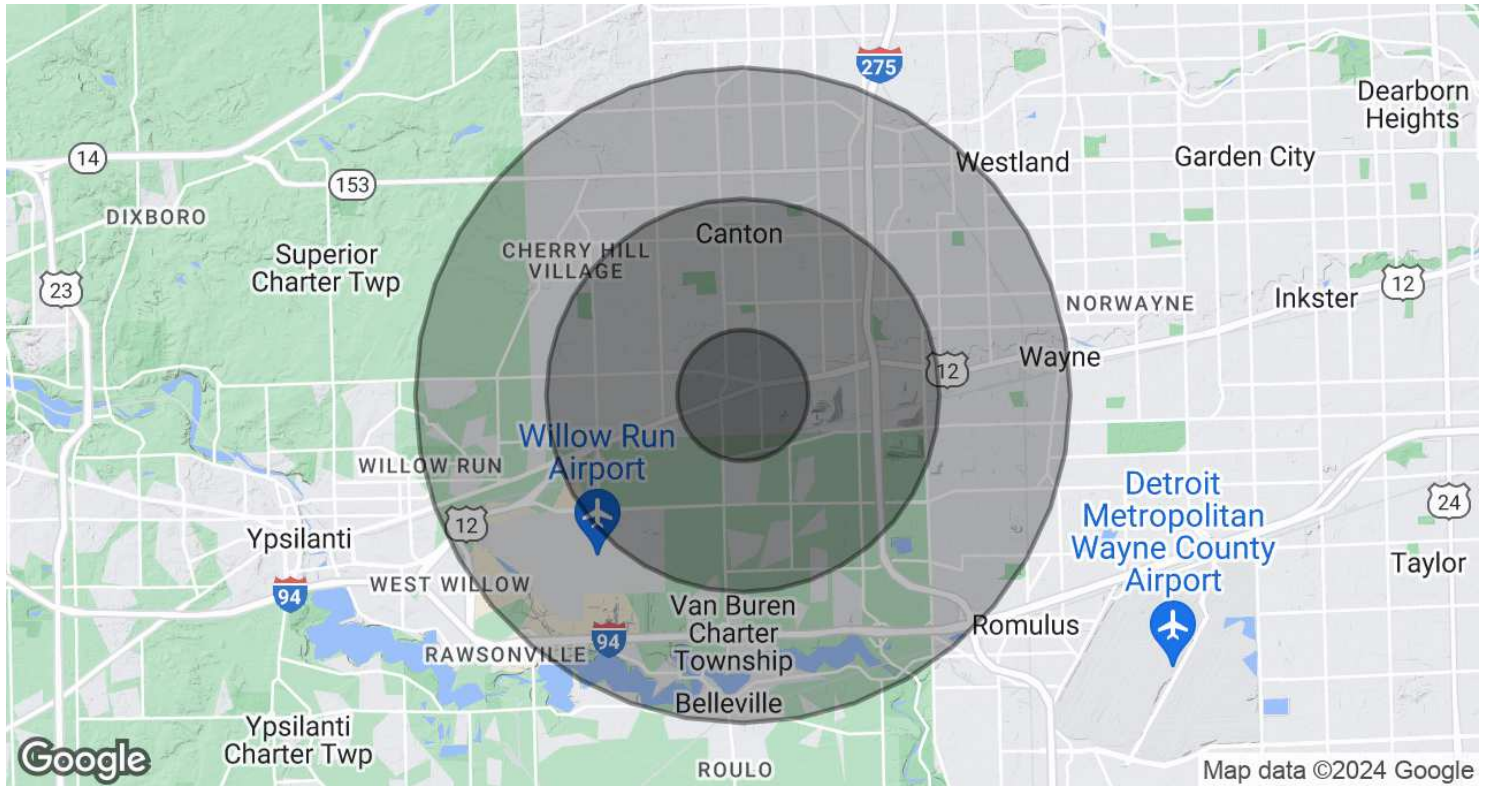 275
Dearborn
Heights
14
Westland
Garden City
153
DIXBORO
Canton
Superior
Charter Twp
CHERRY HILL
VILLAGE
23
12
Inkster
NORWAYNE
Wayne
12
Willow Run
Airport
WILLOW RUN
Detroit
Metropolitan
Wayne County
Airport
24
12
Ypsilanti
Taylor
94
WEST WILLOW
Van Buren
Charter
Township
94
Romulus
RAWSONVILLE
Belleville
Ypsilanti
Charter Twp
ROULO
Google
Map data ©2024 Google